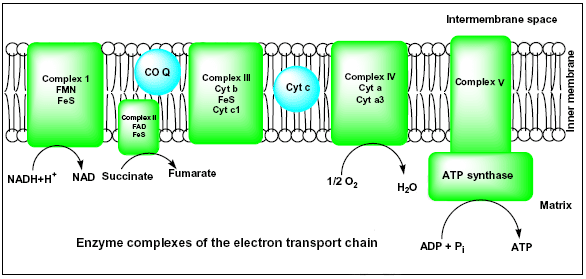 Intermembrane space
Inner membrane
Complex 1
FMN
FeS
CO Q
Complex II
FAD
FeS
Complex III
Cyt b
FeS
Cyt c1
Cyt c
Complex IV
Cyt a
Cyt a3
Complex V
ATP synthase
NADH+H⁺
NAD
Succinate
Fumarate
1/2 O₂
H₂O
Matrix
ADP + Pᵢ
ATP
Enzyme complexes of the electron transport chain